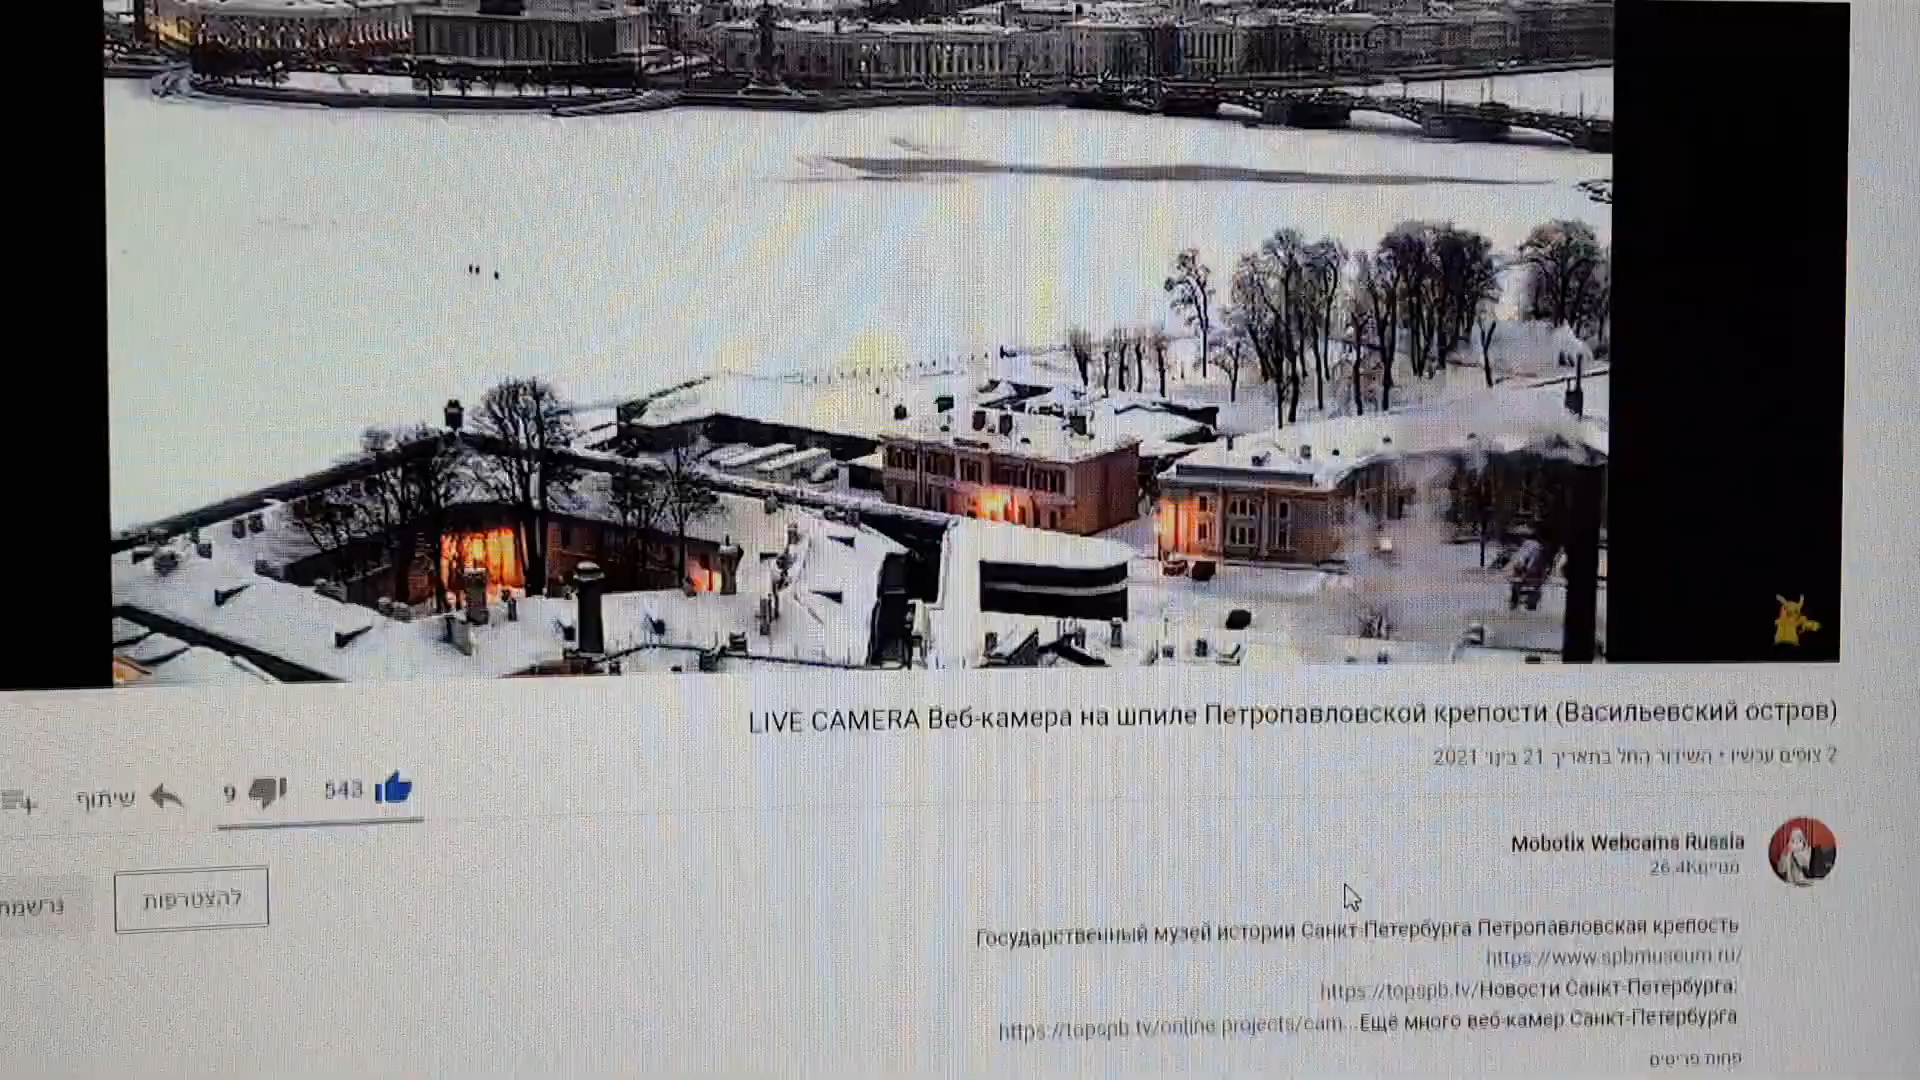 LIVE CAMERA Веб-камера на шпиле Петропавловской крепости (Васильевский остров)
2 צופים עכשיו • השידור החל בתאריך 21 בינו׳ 2021
543
9
שיתוף
Mobotix Webcams Russia
26.4K מנויים
להצטרפות
Государственный музей истории Санкт-Петербурга Петропавловская крепость
https://www.spbmuseum.ru/
https://topspb.tv/Новости Санкт-Петербурга:
https://topspb.tv/online-projects/cam... Ещё много веб-камер Санкт-Петербурга
פחות פריטים